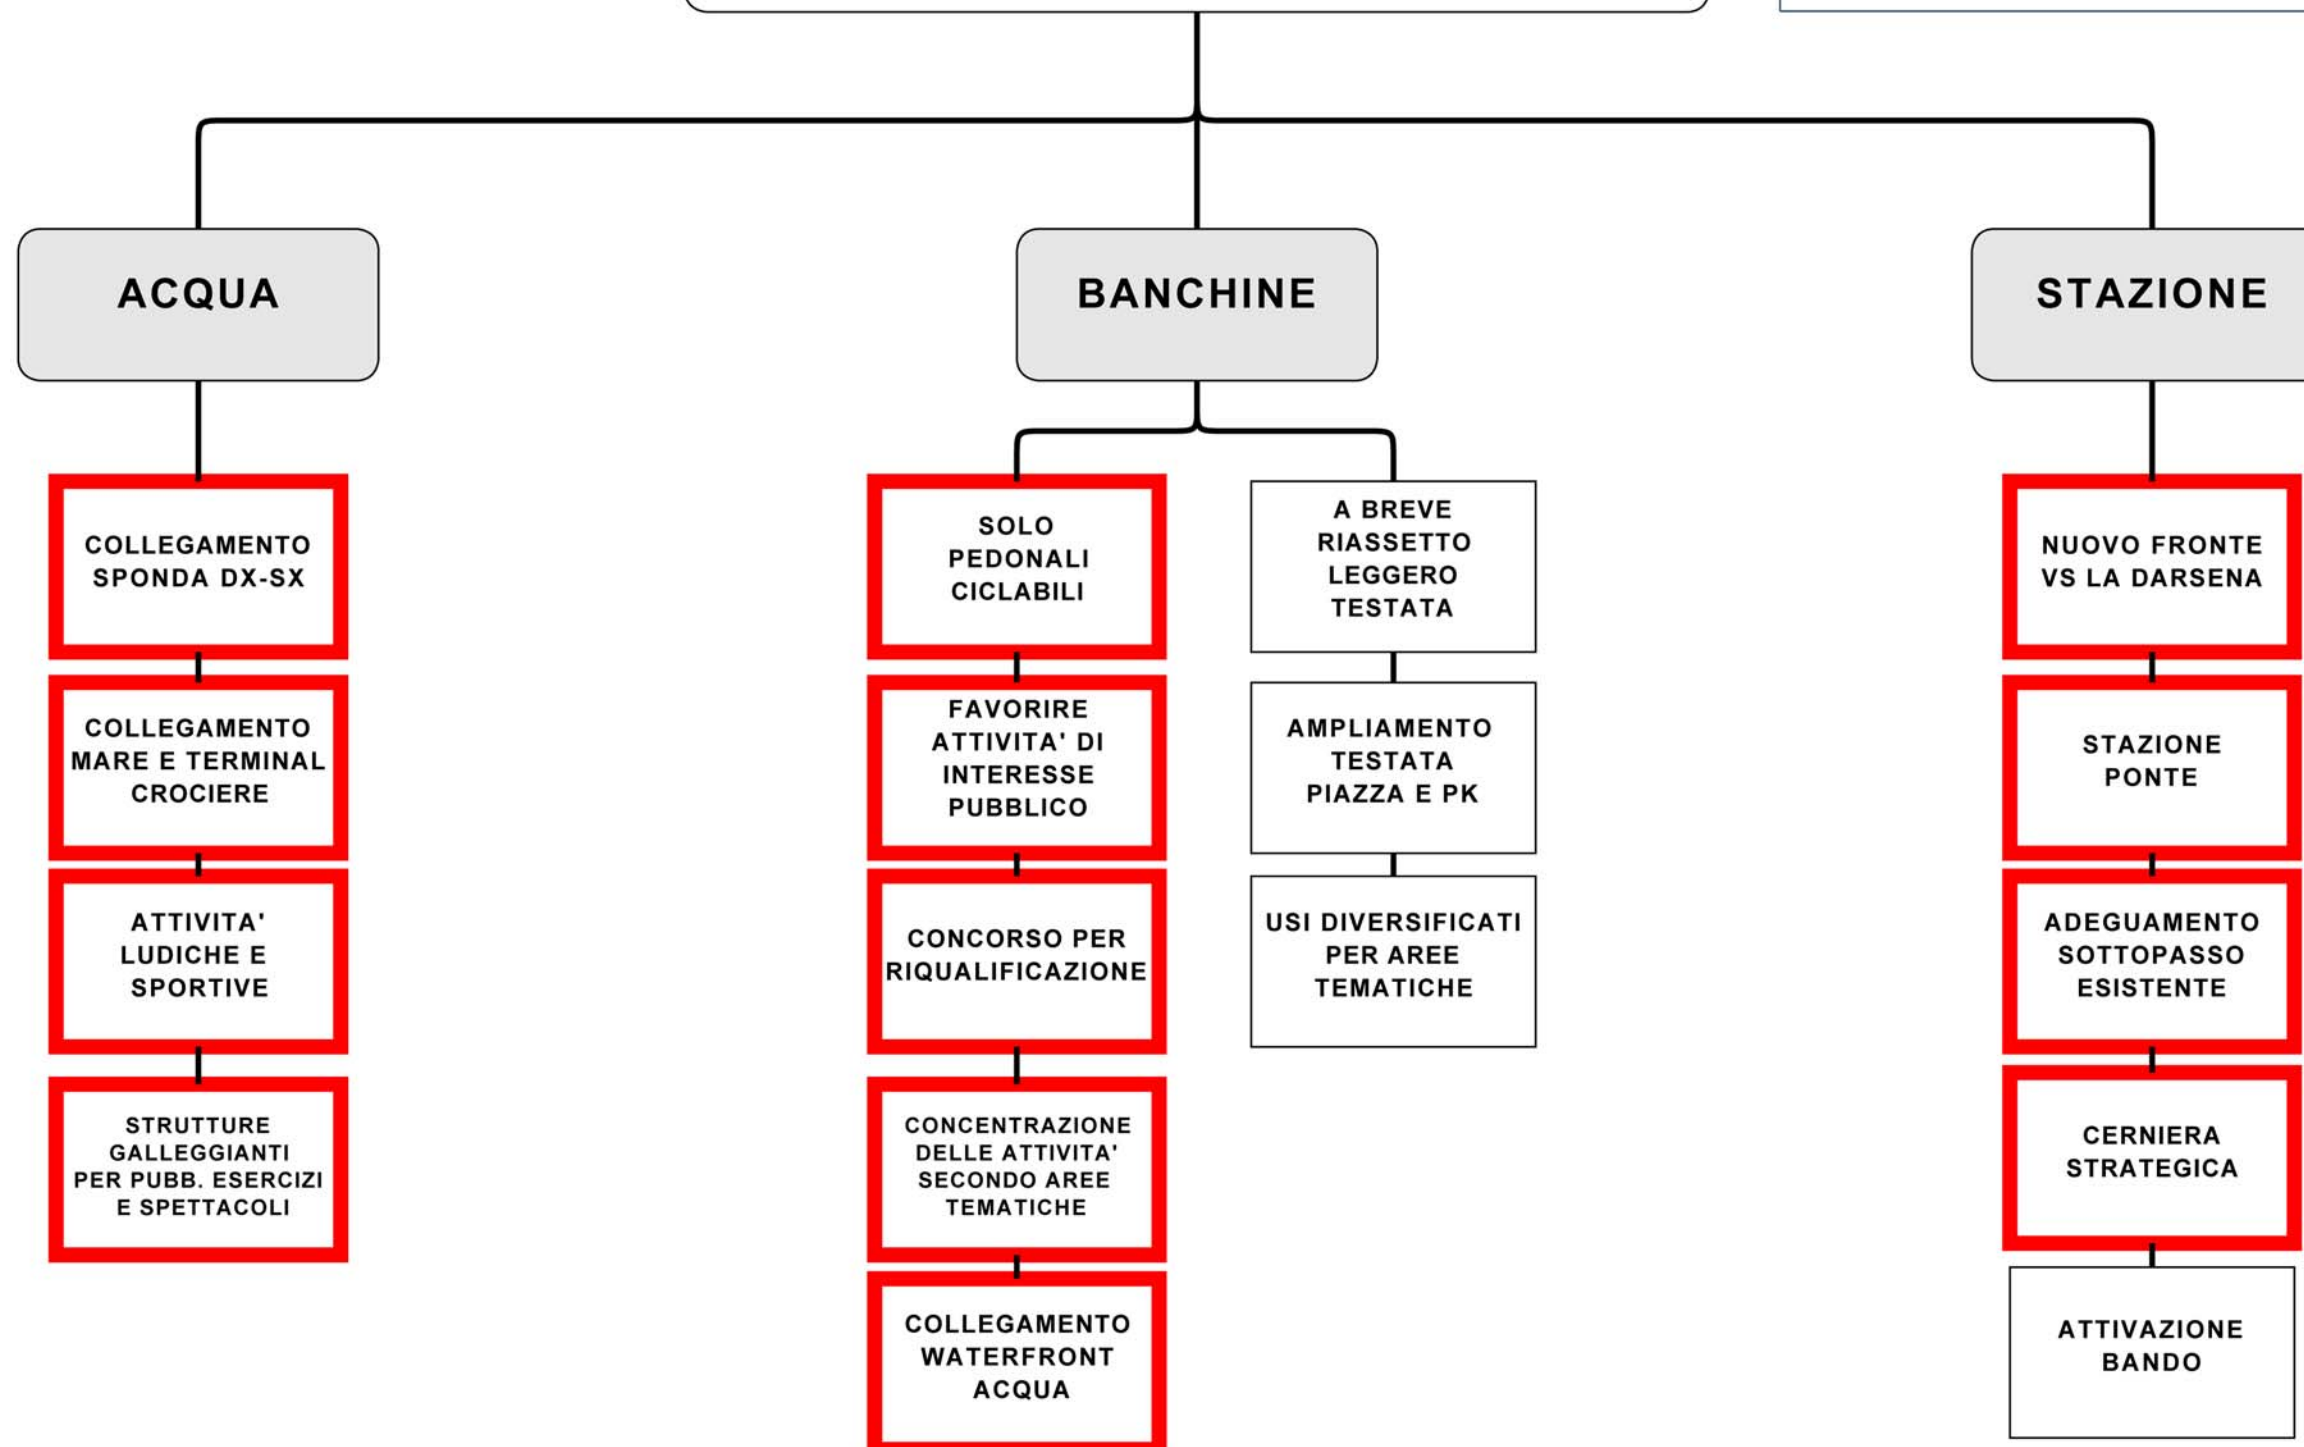 ACQUA
BANCHINE
STAZIONE
COLLEGAMENTO
SPONDA DX-SX
COLLEGAMENTO
MARE E TERMINAL
CROCIERE
ATTIVITA'
LUDICHE E
SPORTIVE
STRUTTURE
GALLEGGIANTI
PER PUBB. ESERCIZI
E SPETTACOLI
SOLO
PEDONALI
CICLABILI
FAVORIRE
ATTIVITA' DI
INTERESSE
PUBBLICO
CONCORSO PER
RIQUALIFICAZIONE
CONCENTRAZIONE
DELLE ATTIVITA'
SECONDO AREE
TEMATICHE
COLLEGAMENTO
WATERFRONT
ACQUA
A BREVE
RIASSETTO
LEGGERO
TESTATA
AMPLIAMENTO
TESTATA
PIAZZA E PK
USI DIVERSIFICATI
PER AREE
TEMATICHE
NUOVO FRONTE
VS LA DARSENA
STAZIONE
PONTE
ADEGUAMENTO
SOTTOPASSO
ESISTENTE
CERNIERA
STRATEGICA
ATTIVAZIONE
BANDO